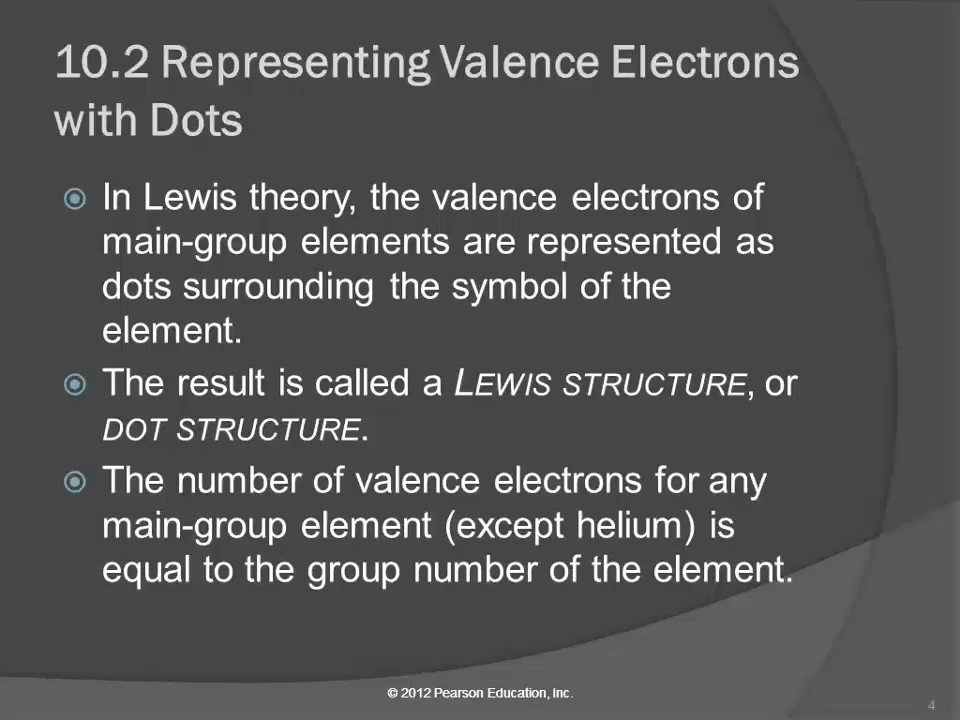 10.2 Representing Valence Electrons
with Dots
In Lewis theory, the valence electrons of
main-group elements are represented as
dots surrounding the symbol of the
element.
The result is called a LEWIS STRUCTURE, or
DOT STRUCTURE.
The number of valence electrons for any
main-group element (except helium) is
equal to the group number of the element.
© 2012 Pearson Education, Inc.
4